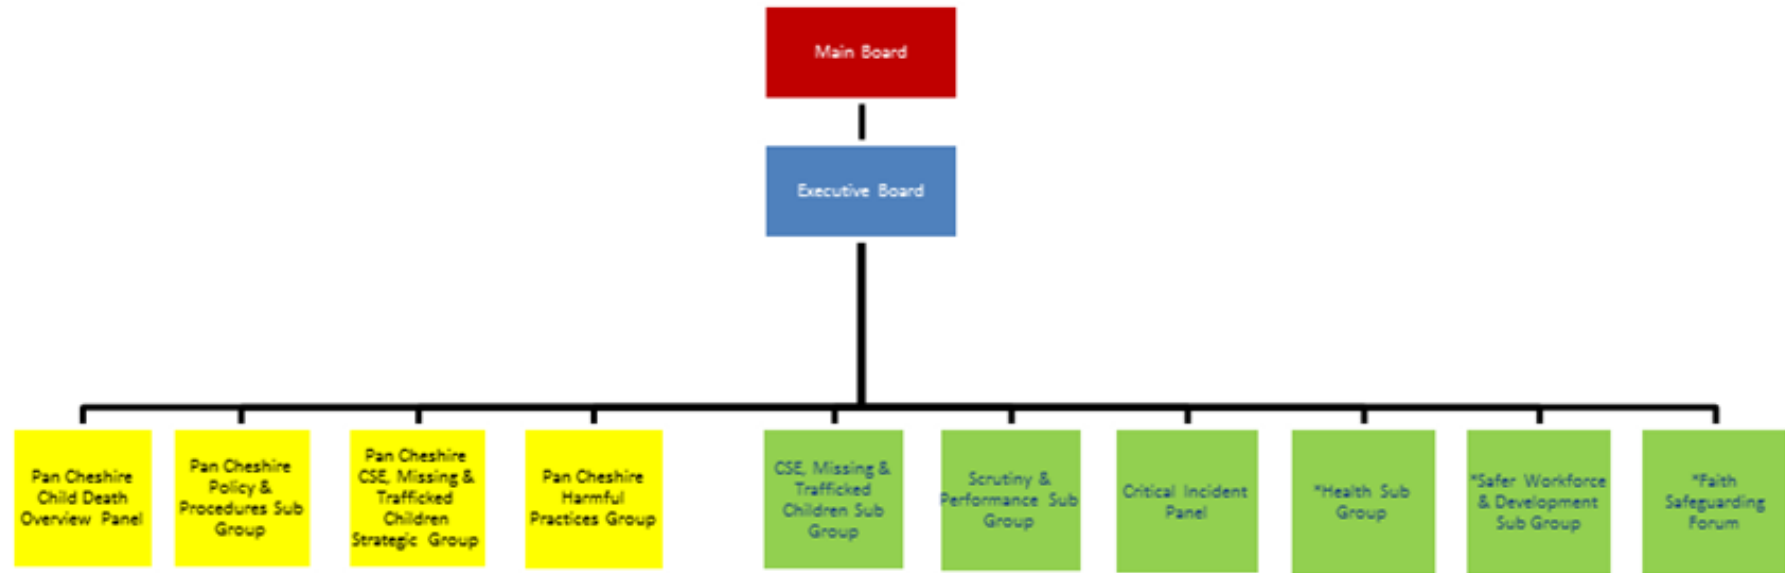 Main Board
Executive Board
Pan Cheshire
Child Death
Overview Panel
Pan Cheshire
Policy &
Procedures Sub
Group
Pan Cheshire
CSE, Missing &
Trafficked
Children
Strategic Group
Pan Cheshire
Harmful
Practices Group
CSE, Missing &
Trafficked
Children Sub
Group
Scrutiny &
Performance Sub
Group
Critical Incident
Panel
*Health Sub
Group
*Safer Workforce
& Development
Sub Group
*Faith
Safeguarding
Forum